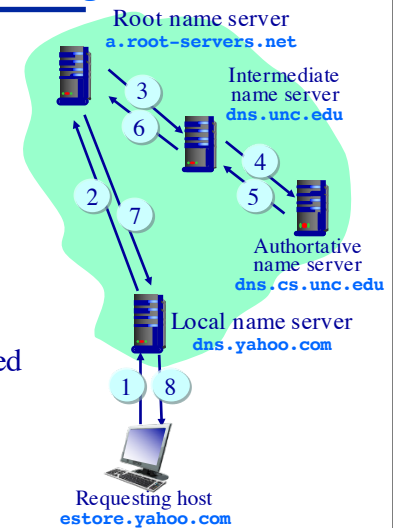 Root name server
a.root-servers.net
Intermediate
name server
dns.unc.edu
3
6
4
5
2
7
Authortative
name server
dns.cs.unc.edu
Local name server
dns.yahoo.com
ed
1
8
Requesting host
estore.yahoo.com